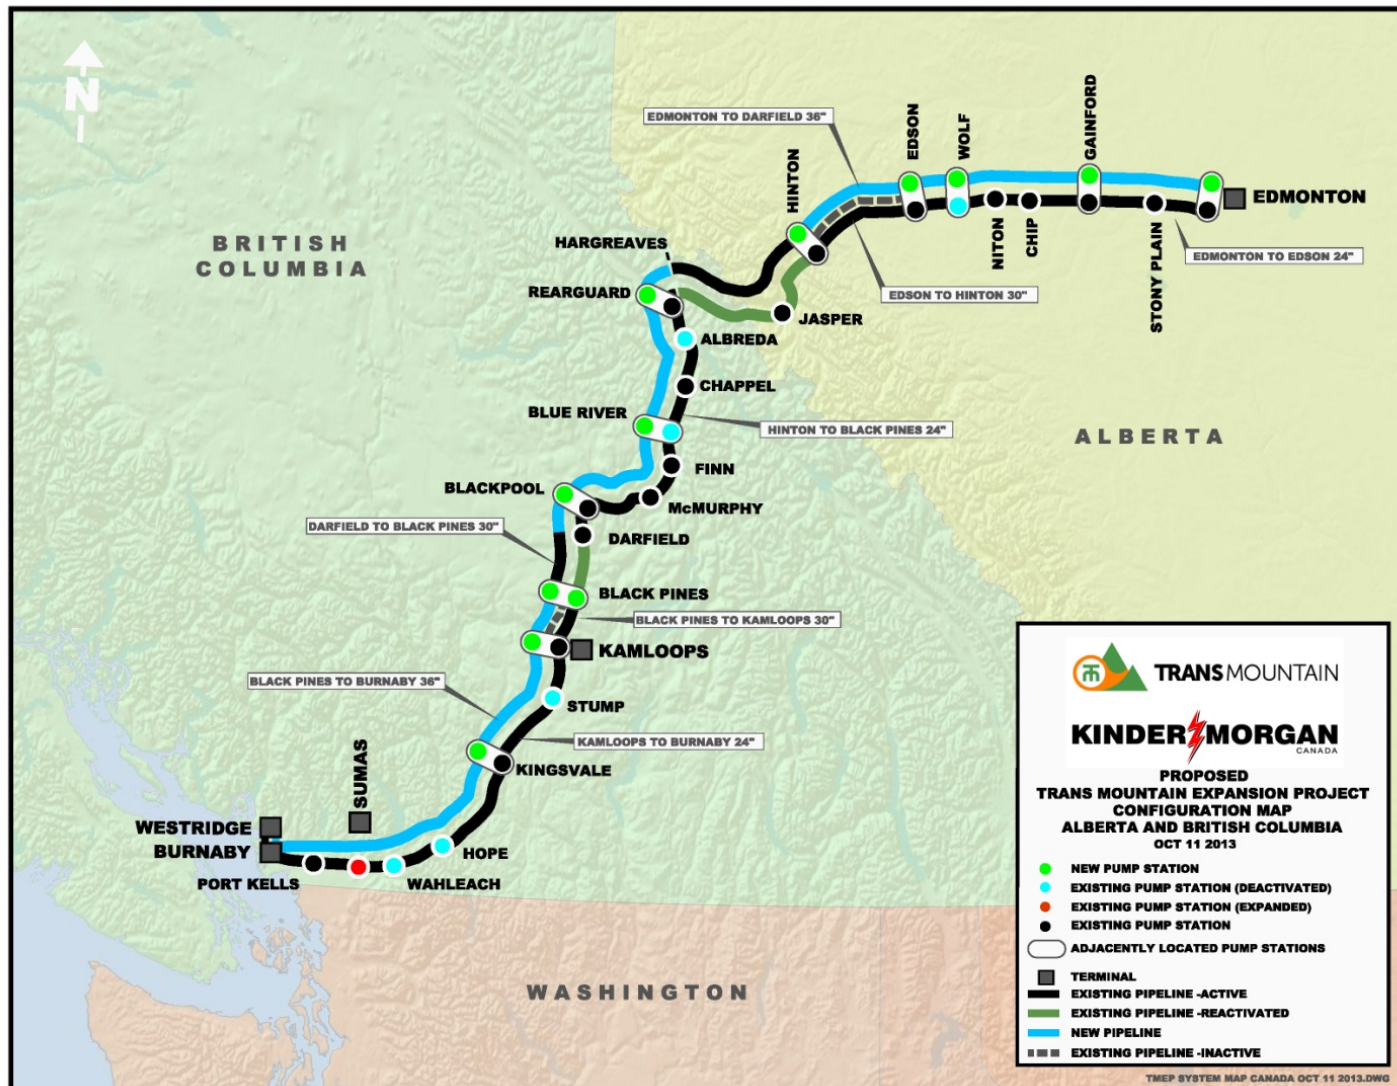 N
BRITISH
COLUMBIA
EDMONTON TO DARFIELD 36"
HINTON
EDSON
WOLF
NITON
CHIP
GAINFORD
STONY PLAIN
EDMONTON
EDMONTON TO EDSON 24"
EDSON TO HINTON 30"
HARGREAVES
REARGUARD
JASPER
ALBREDA
CHAPPEL
BLUE RIVER
HINTON TO BLACK PINES 24"
ALBERTA
FINN
BLACKPOOL
McMURPHY
DARFIELD TO BLACK PINES 30"
DARFIELD
BLACK PINES
BLACK PINES TO KAMLOOPS 30"
KAMLOOPS
BLACK PINES TO BURNABY 36"
STUMP
KAMLOOPS TO BURNABY 24"
KINGSVALE
SUMAS
WESTRIDGE
BURNABY
HOPE
PORT KELLS
WAHLEACH
WASHINGTON
TRANSMOUNTAIN
KINDER MORGAN
CANADA
PROPOSED
TRANS MOUNTAIN EXPANSION PROJECT
CONFIGURATION MAP
ALBERTA AND BRITISH COLUMBIA
OCT 11 2013
NEW PUMP STATION
EXISTING PUMP STATION (DEACTIVATED)
EXISTING PUMP STATION (EXPANDED)
EXISTING PUMP STATION
ADJACENTLY LOCATED PUMP STATIONS
TERMINAL
EXISTING PIPELINE -ACTIVE
EXISTING PIPELINE -REACTIVATED
NEW PIPELINE
EXISTING PIPELINE -INACTIVE
TMEP SYSTEM MAP CANADA OCT 11 2013.DWG